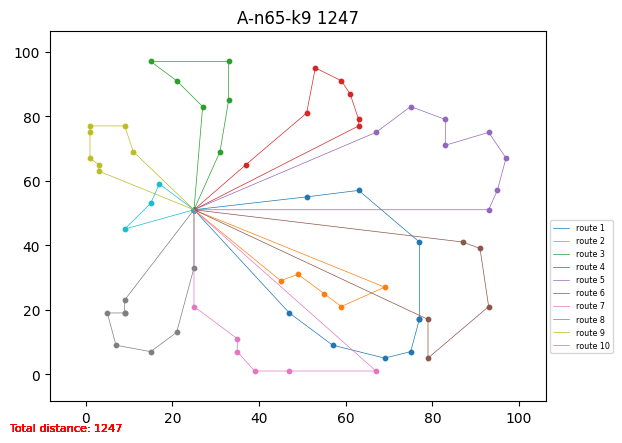 A-n65-k9 1247
100
80
60
40
20
0
0 20 40 60 80 100
route 1
route 2
route 3
route 4
route 5
route 6
route 7
route 8
route 9
route 10
Total distance: 1247